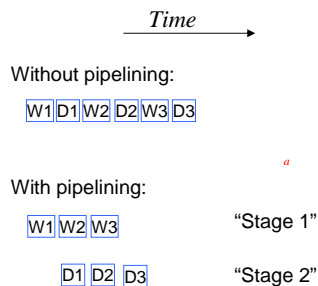 Time
Without pipelining:
W1 D1 W2 D2 W3 D3
a
With pipelining:
W1 W2 W3 “Stage 1”
D1 D2 D3 “Stage 2”